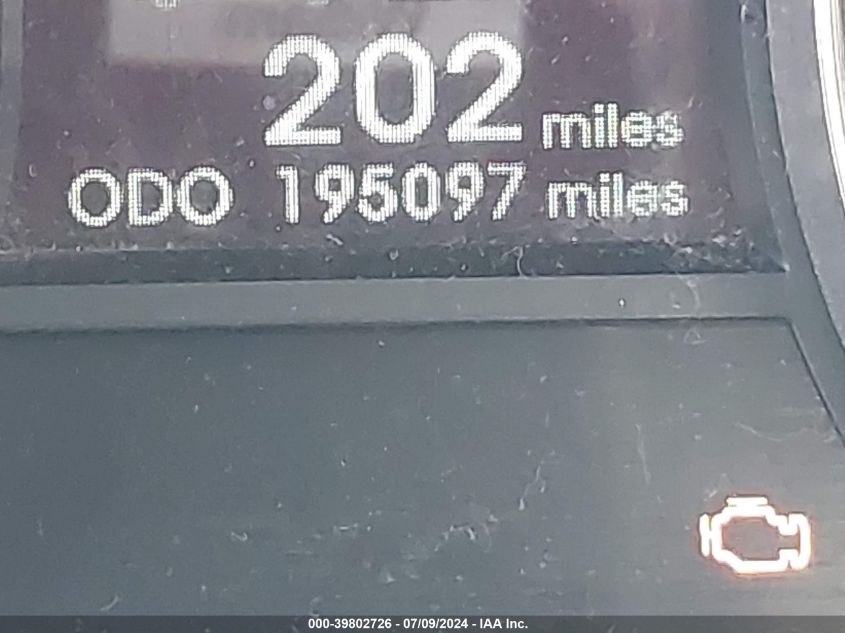 202 miles
ODO 195097 miles
000-39802726 - 07/09/2024 - IAA Inc.